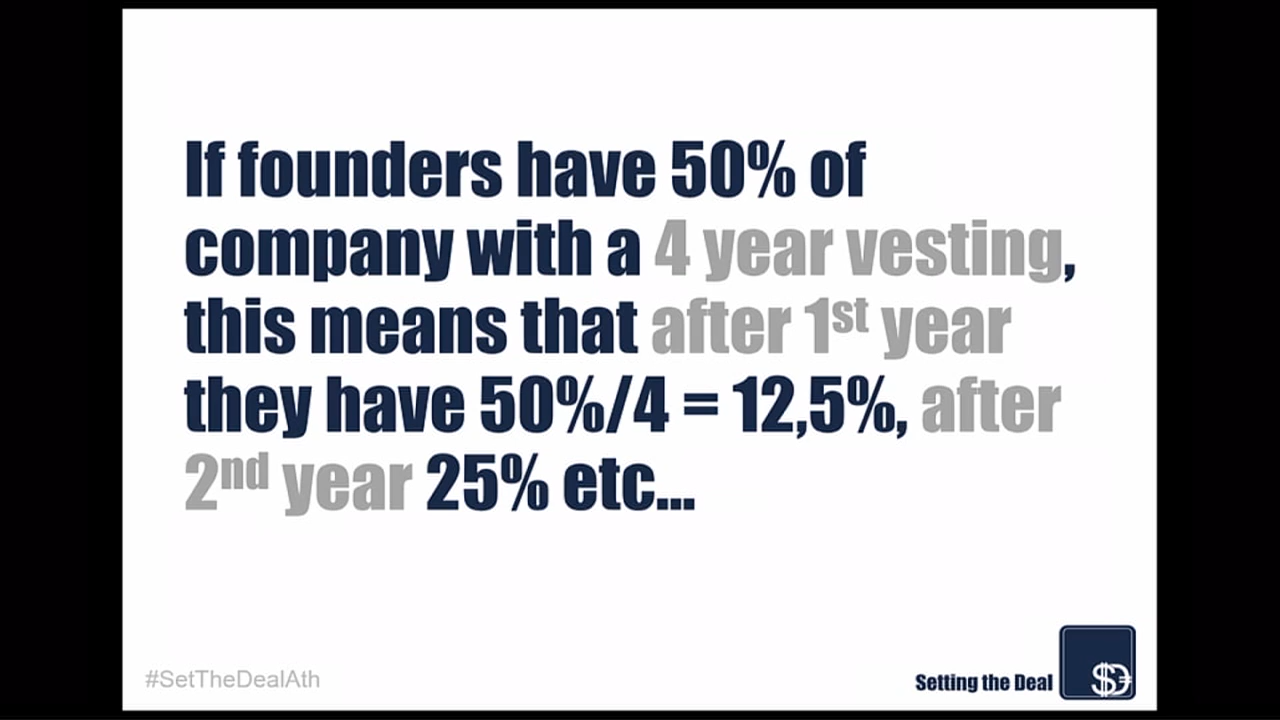 If founders have 50% of
company with a 4 year vesting,
this means that after 1st year
they have 50%/4 = 12,5%, after
2nd year 25% etc...
#SetTheDealAth
Setting the Deal